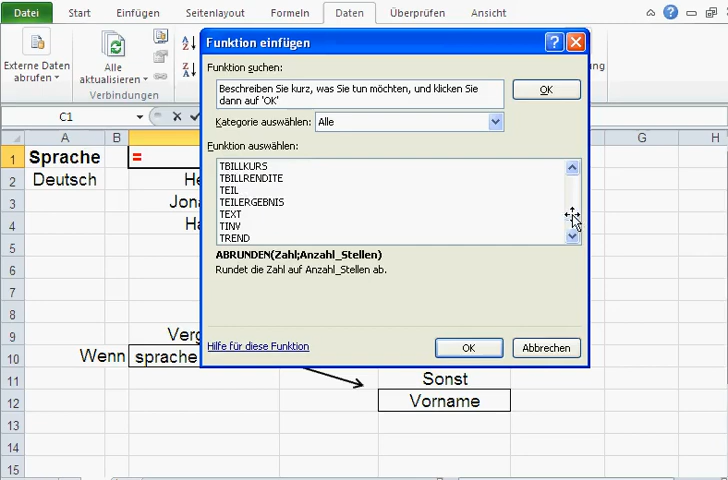 Datei Start Einfügen Seitenlayout Formeln Daten Überprüfen Ansicht
Externe Daten abrufen
Alle aktualisieren
Verbindungen
Funktion einfügen
Funktion suchen:
Beschreiben Sie kurz, was Sie tun möchten, und klicken Sie
dann auf 'OK'
OK
Kategorie auswählen: Alle
Funktion auswählen:
TBILLKURS
TBILLRENDITE
TEIL
TEILERGEBNIS
TEXT
TINV
TREND
ABRUNDEN(Zahl;Anzahl_Stellen)
Rundet die Zahl auf Anzahl_Stellen ab.
Hilfe für diese Funktion
OK Abbrechen
C1
A B G H
1 Sprache =
2 Deutsch He
3 Jona
4 Ha
5
6
7
8
9 Verg
10 Wenn sprache
11 Sonst
12 Vorname
13
14
15